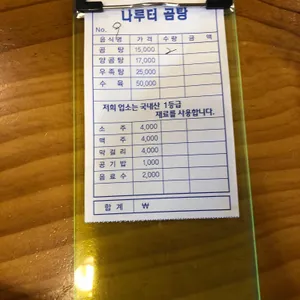 나루터 곰탕
No. 9
음식명 가격 수량 금액
곰탕 15,000 2
양곰탕 17,000
우족탕 25,000
수육 50,000
저희 업소는 국내산 1등급
재료를 사용합니다.
소주 4,000
맥주 4,000
막걸리 4,000
공기밥 1,000
음료수 2,000
합계 ₩